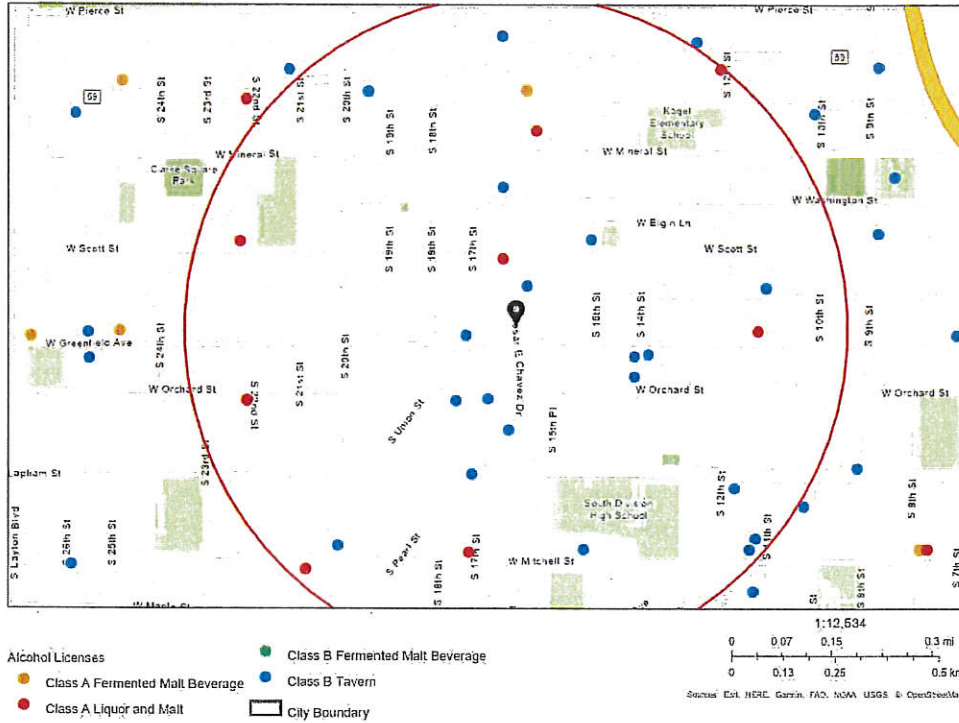 W Pierce St
W Pierce St
59
59
S 24th St
S 23rd St
S 22nd St
S 21st St
S 20th St
S 19th St
S 18th St
S 12th St
S 10th St
S 9th St
Kagel
Elementary
School
W Mineral St
W Mineral St
Clarke Square
Park
W Washington St
W Elgin Ln
W Scott St
W Scott St
S 19th St
S 18th St
S 17th St
S 16th St
S 14th St
S 10th St
S 9th St
Cesar E Chavez Dr
W Greenfield Ave
S 24th St
S 20th St
W Orchard St
S 22nd St
S 21st St
W Orchard St
W Orchard St
S Union St
S 15th Pl
S 23rd St
Lapham St
S 12th St
S 8th St
South Division
High School
S Layton Blvd
S 26th St
S 25th St
S Pearl St
S 18th St
S 17th St
W Mitchell St
S 11th St
St
S 9th St
S 7th St
W Maple St
1:12,534
0 0.07 0.15 0.3 mi
0 0.13 0.25 0.5 km
Alcohol Licenses
Class A Fermented Malt Beverage
Class A Liquor and Malt
Class B Fermented Malt Beverage
Class B Tavern
City Boundary
Sources: Esri, HERE, Garmin, FAO, NOAA, USGS, © OpenStreetMa